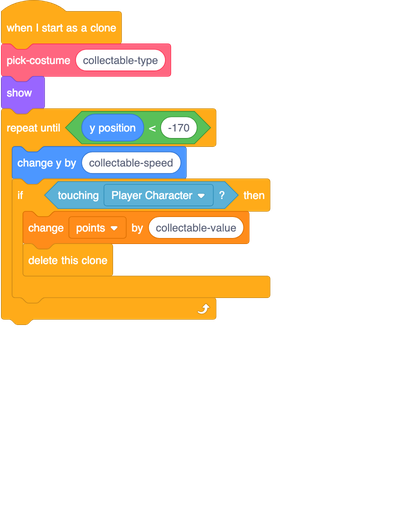 when I start as a clone
pick-costume collectable-type
show
repeat until y position < -170
change y by collectable-speed
if touching Player Character ? then
change points by collectable-value
delete this clone